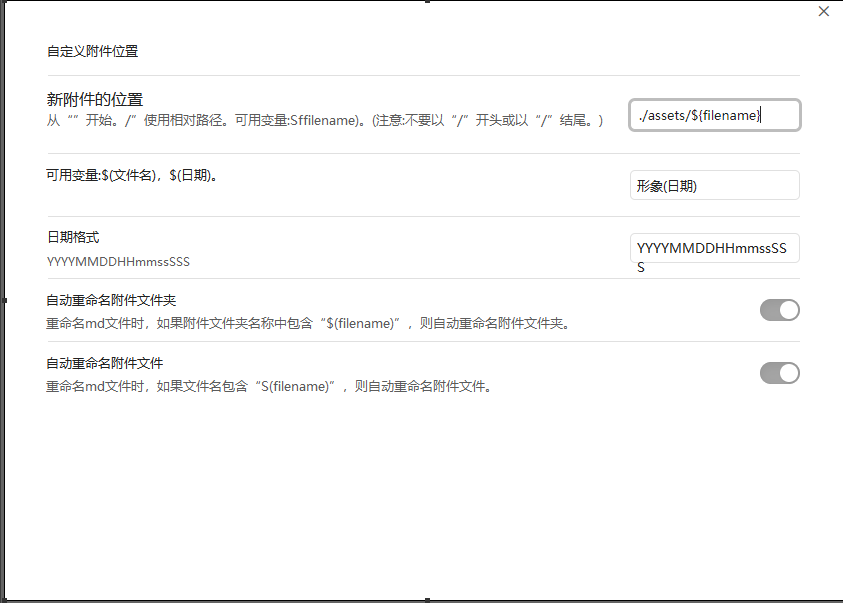 自定义附件位置
新附件的位置
从“”开始。/”使用相对路径。可用变量:Sffilename)。(注意:不要以“/”开头或以“/”结尾。)
./assets/${filename}
可用变量:$(文件名)，$(日期)。
形象(日期)
日期格式
YYYYMMDDHHmmssSSS
YYYYMMDDHHmmssSS
S
自动重命名附件文件夹
重命名md文件时，如果附件文件夹名称中包含“$(filename)”，则自动重命名附件文件夹。
自动重命名附件文件
重命名md文件时，如果文件名包含“S(filename)”，则自动重命名附件文件。